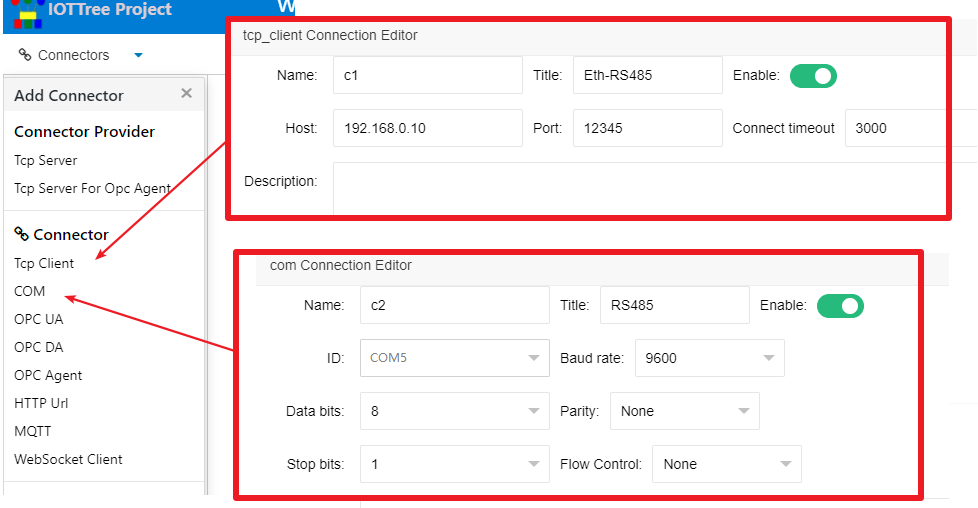 IOTTree Project
Connectors
Add Connector ×
Connector Provider
Tcp Server
Tcp Server For Opc Agent
Connector
Tcp Client
COM
OPC UA
OPC DA
OPC Agent
HTTP Url
MQTT
WebSocket Client
tcp_client Connection Editor
Name: c1 Title: Eth-RS485 Enable:
Host: 192.168.0.10 Port: 12345 Connect timeout 3000
Description:
com Connection Editor
Name: c2 Title: RS485 Enable:
ID: COM5 Baud rate: 9600
Data bits: 8 Parity: None
Stop bits: 1 Flow Control: None